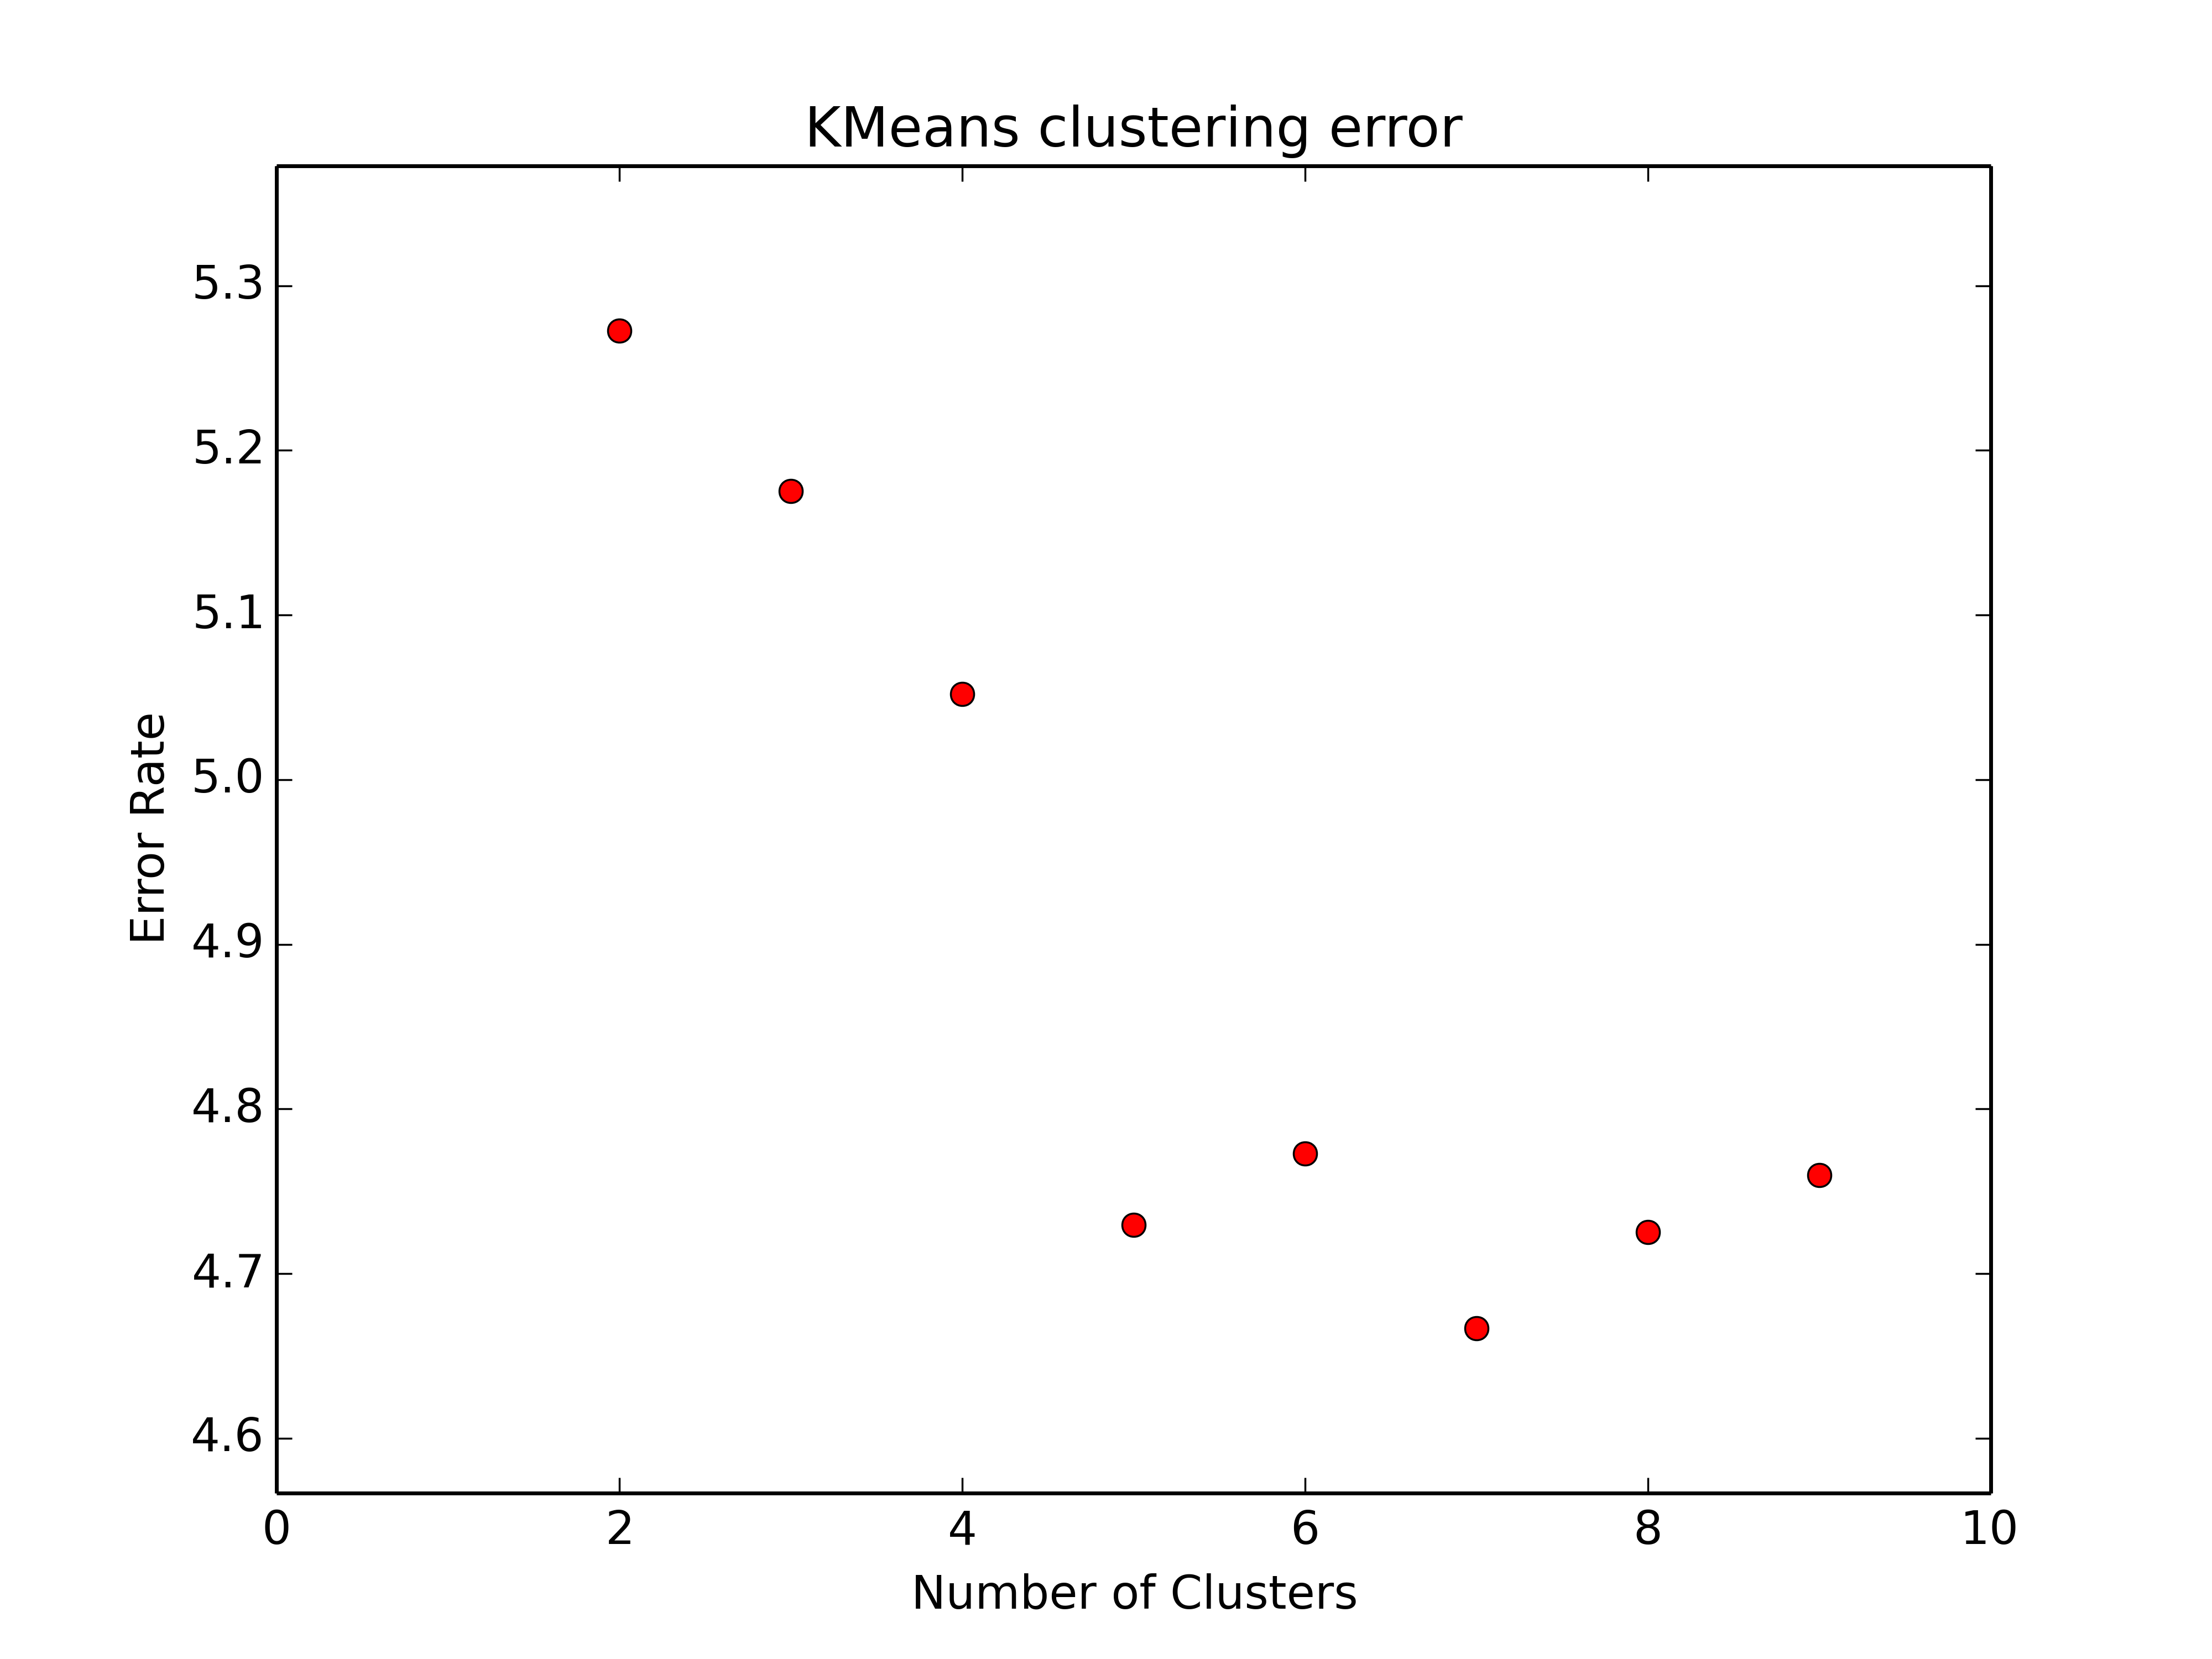 KMeans clustering error
5.3
5.2
5.1
5.0
4.9
4.8
4.7
4.6
Error Rate
0 2 4 6 8 10
Number of Clusters